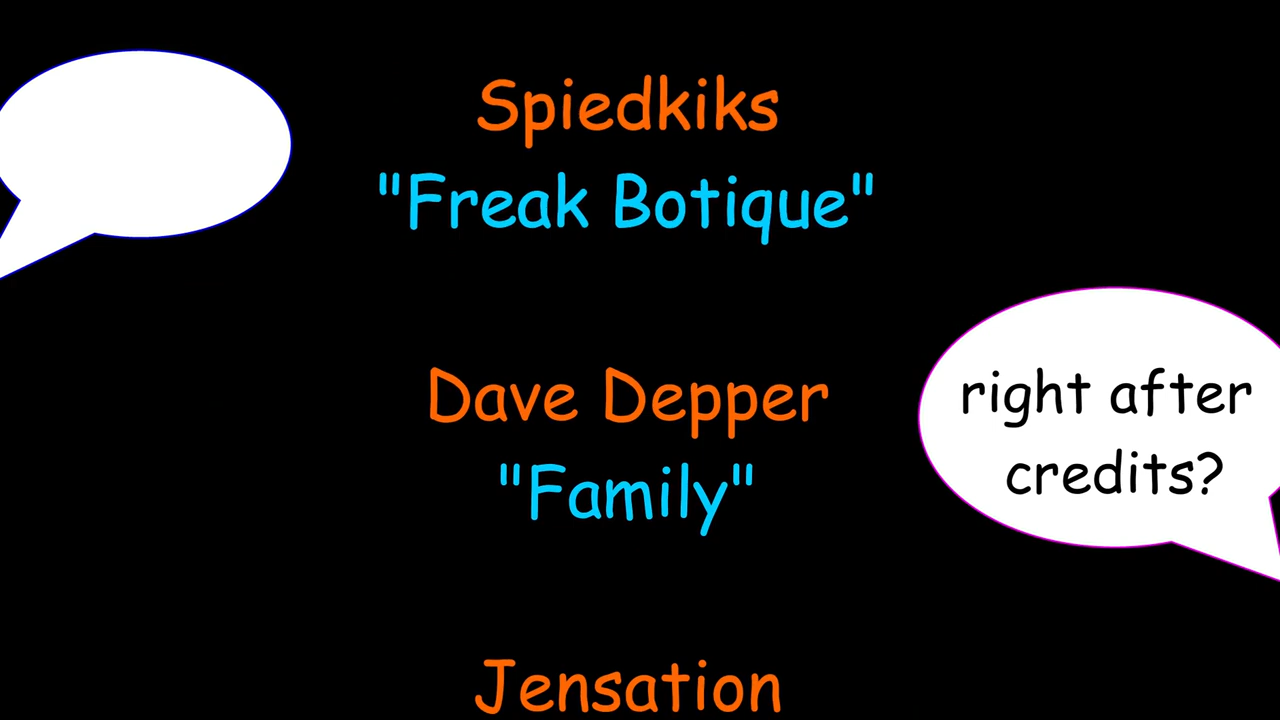 Spiedkiks
"Freak Botique"
Dave Depper
"Family"
right after
credits?
Jensation